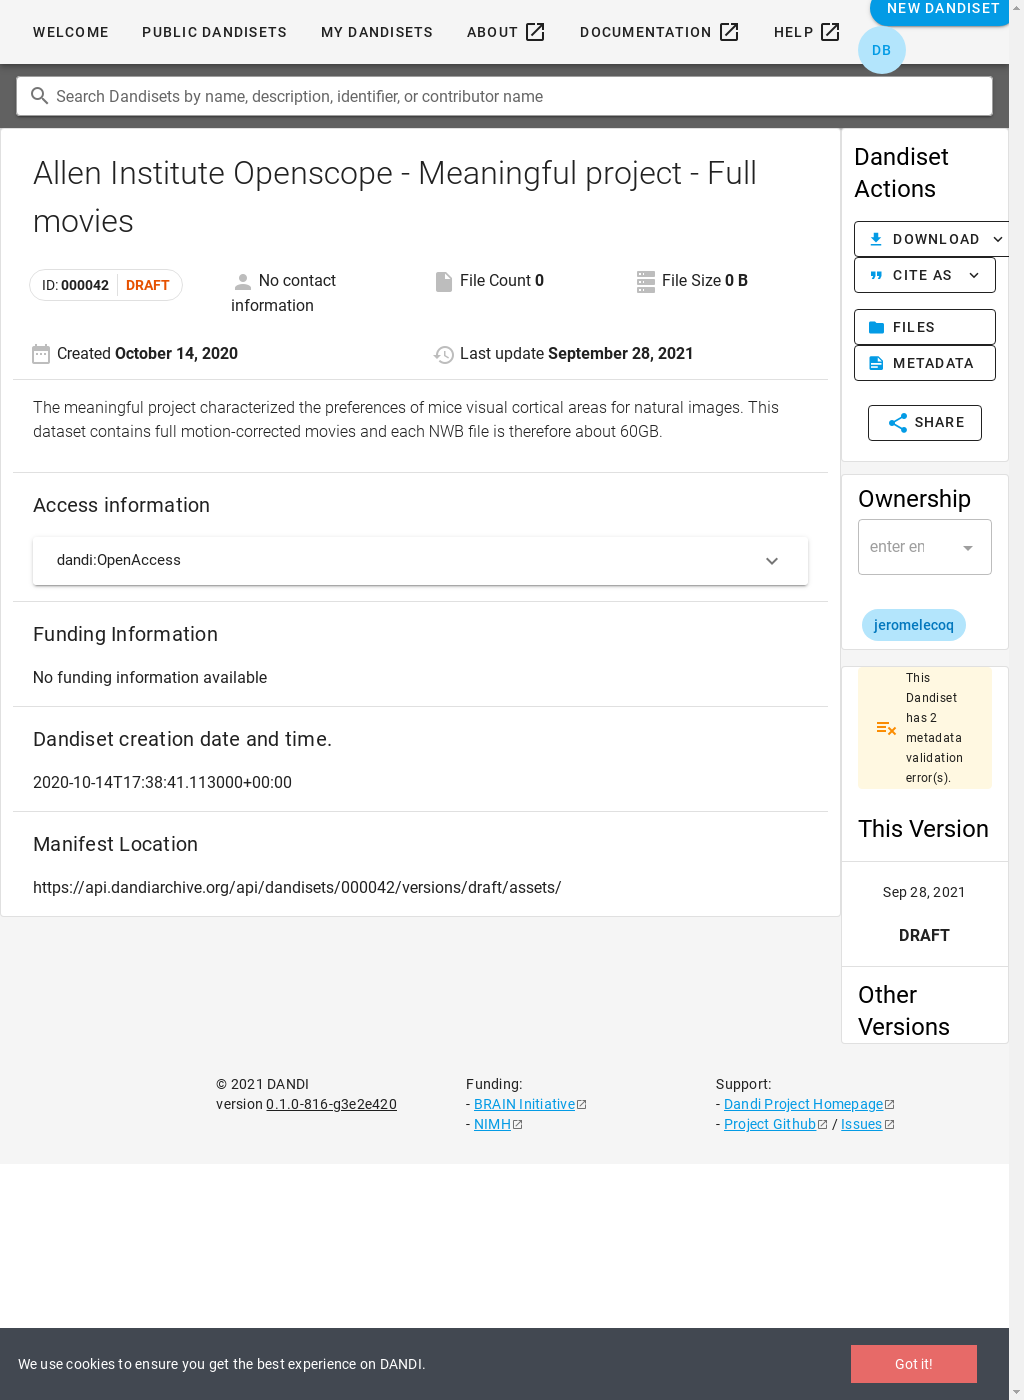 NEW DANDISET
WELCOME
PUBLIC DANDISETS
MY DANDISETS
ABOUT
DOCUMENTATION
HELP
DB
Search Dandisets by name, description, identifier, or contributor name
Allen Institute Openscope - Meaningful project - Full
movies
ID: 000042 DRAFT
No contact
information
File Count 0
File Size 0 B
Created October 14, 2020
Last update September 28, 2021
The meaningful project characterized the preferences of mice visual cortical areas for natural images. This
dataset contains full motion-corrected movies and each NWB file is therefore about 60GB.
Access information
dandi:OpenAccess
Funding Information
No funding information available
Dandiset creation date and time.
2020-10-14T17:38:41.113000+00:00
Manifest Location
https://api.dandiarchive.org/api/dandisets/000042/versions/draft/assets/
Dandiset
Actions
DOWNLOAD
CITE AS
FILES
METADATA
SHARE
Ownership
enter en
jeromelecoq
This
Dandiset
has 2
metadata
validation
error(s).
This Version
Sep 28, 2021
DRAFT
Other
Versions
© 2021 DANDI
version 0.1.0-816-g3e2e420
Funding:
- BRAIN Initiative
- NIMH
Support:
- Dandi Project Homepage
- Project Github / Issues
We use cookies to ensure you get the best experience on DANDI.
Got it!